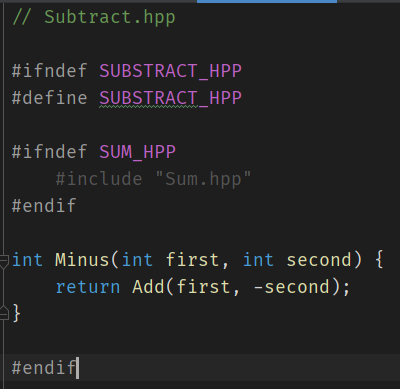 // Subtract.hpp
#ifndef SUBSTRACT_HPP
#define SUBSTRACT_HPP
#ifndef SUM_HPP
    #include "Sum.hpp"
#endif
int Minus(int first, int second) {
    return Add(first, -second);
}
#endif